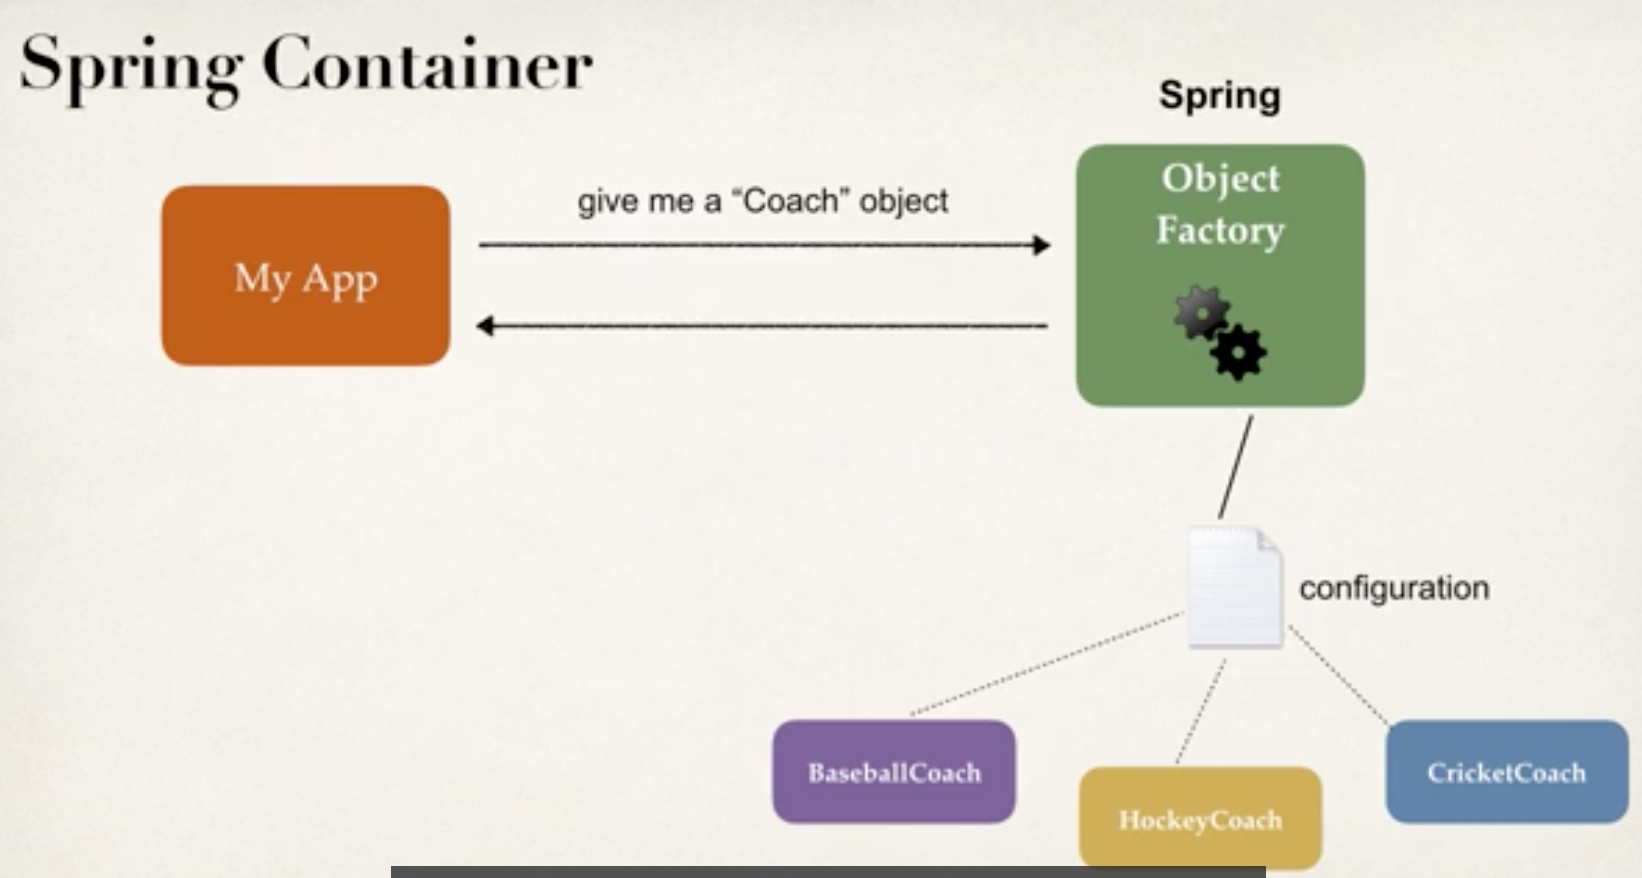 Spring Container
Spring
Object
Factory
give me a “Coach” object
My App
configuration
BaseballCoach
HockeyCoach
CricketCoach